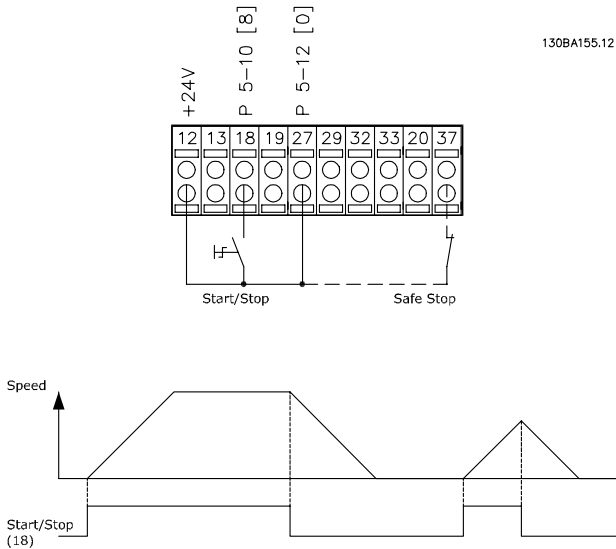 130BA155.12
+24V
P 5-10 [8]
P 5-12 [0]
12 13 18 19 27 29 32 33 20 37
Start/Stop
Safe Stop
Speed
Start/Stop
(18)